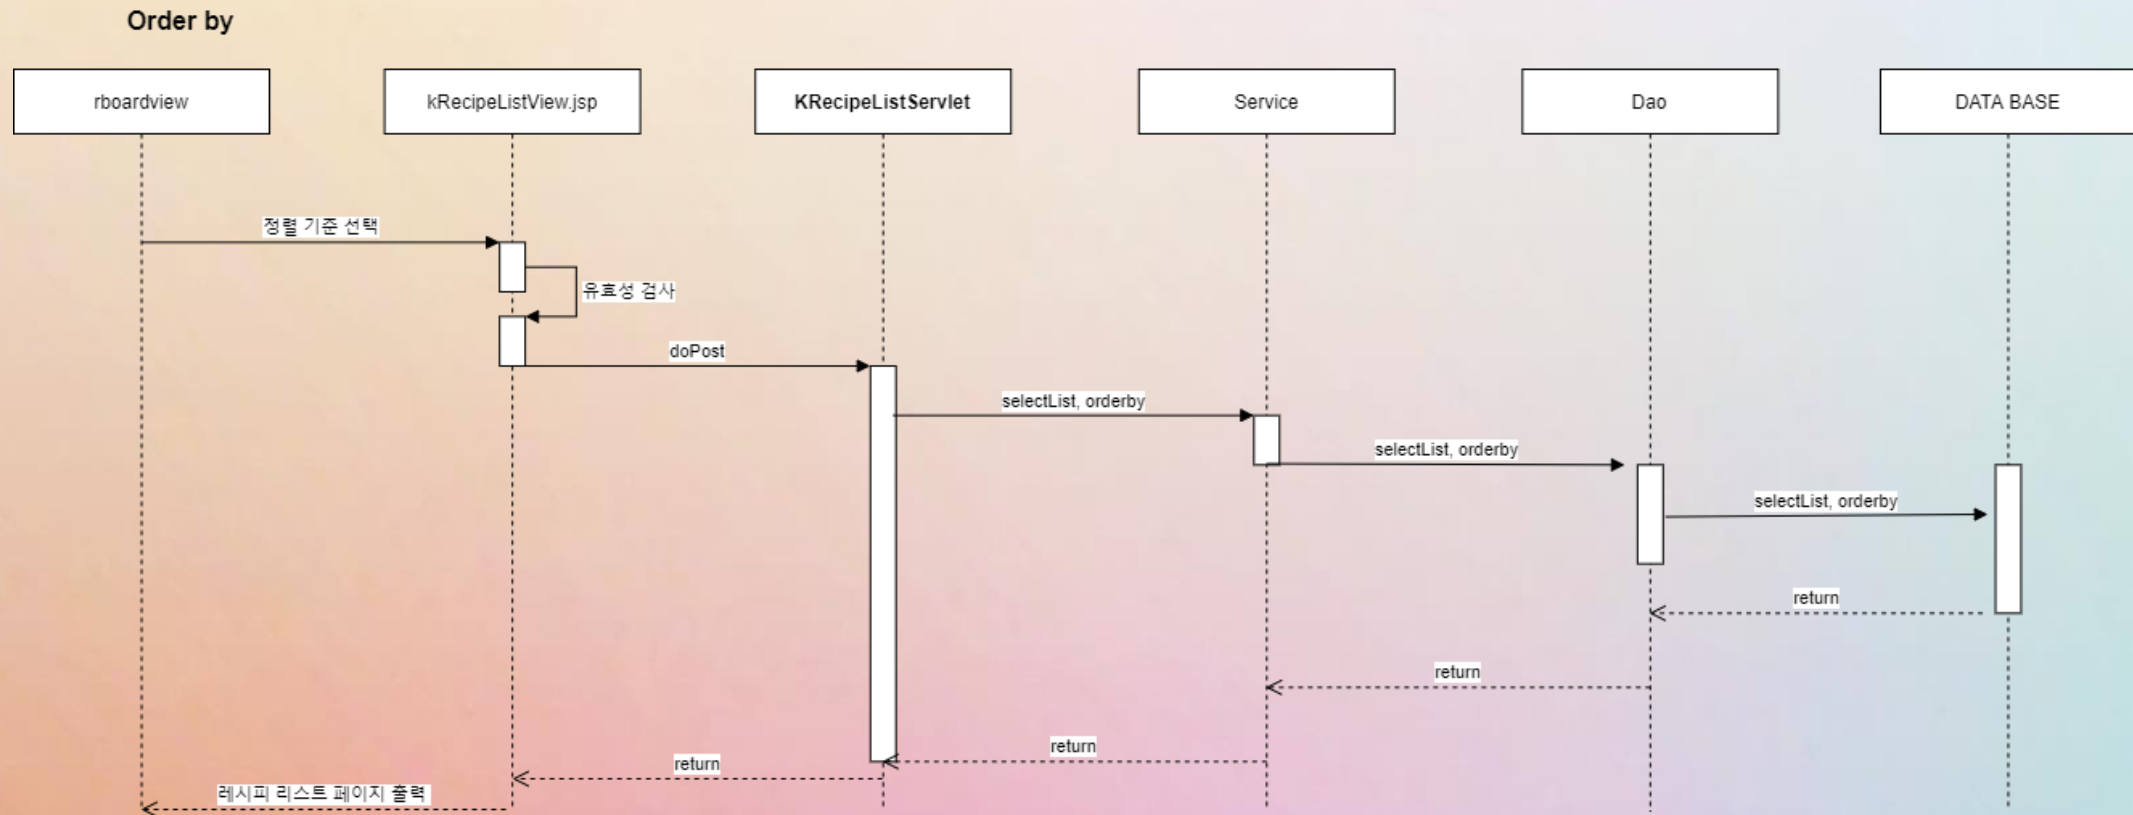 Order by
rboardview
kRecipeListView.jsp
KRecipeListServlet
Service
Dao
DATA BASE
정렬 기준 선택
유효성 검사
doPost
selectList, orderby
selectList, orderby
selectList, orderby
return
return
return
return
레시피 리스트 페이지 출력